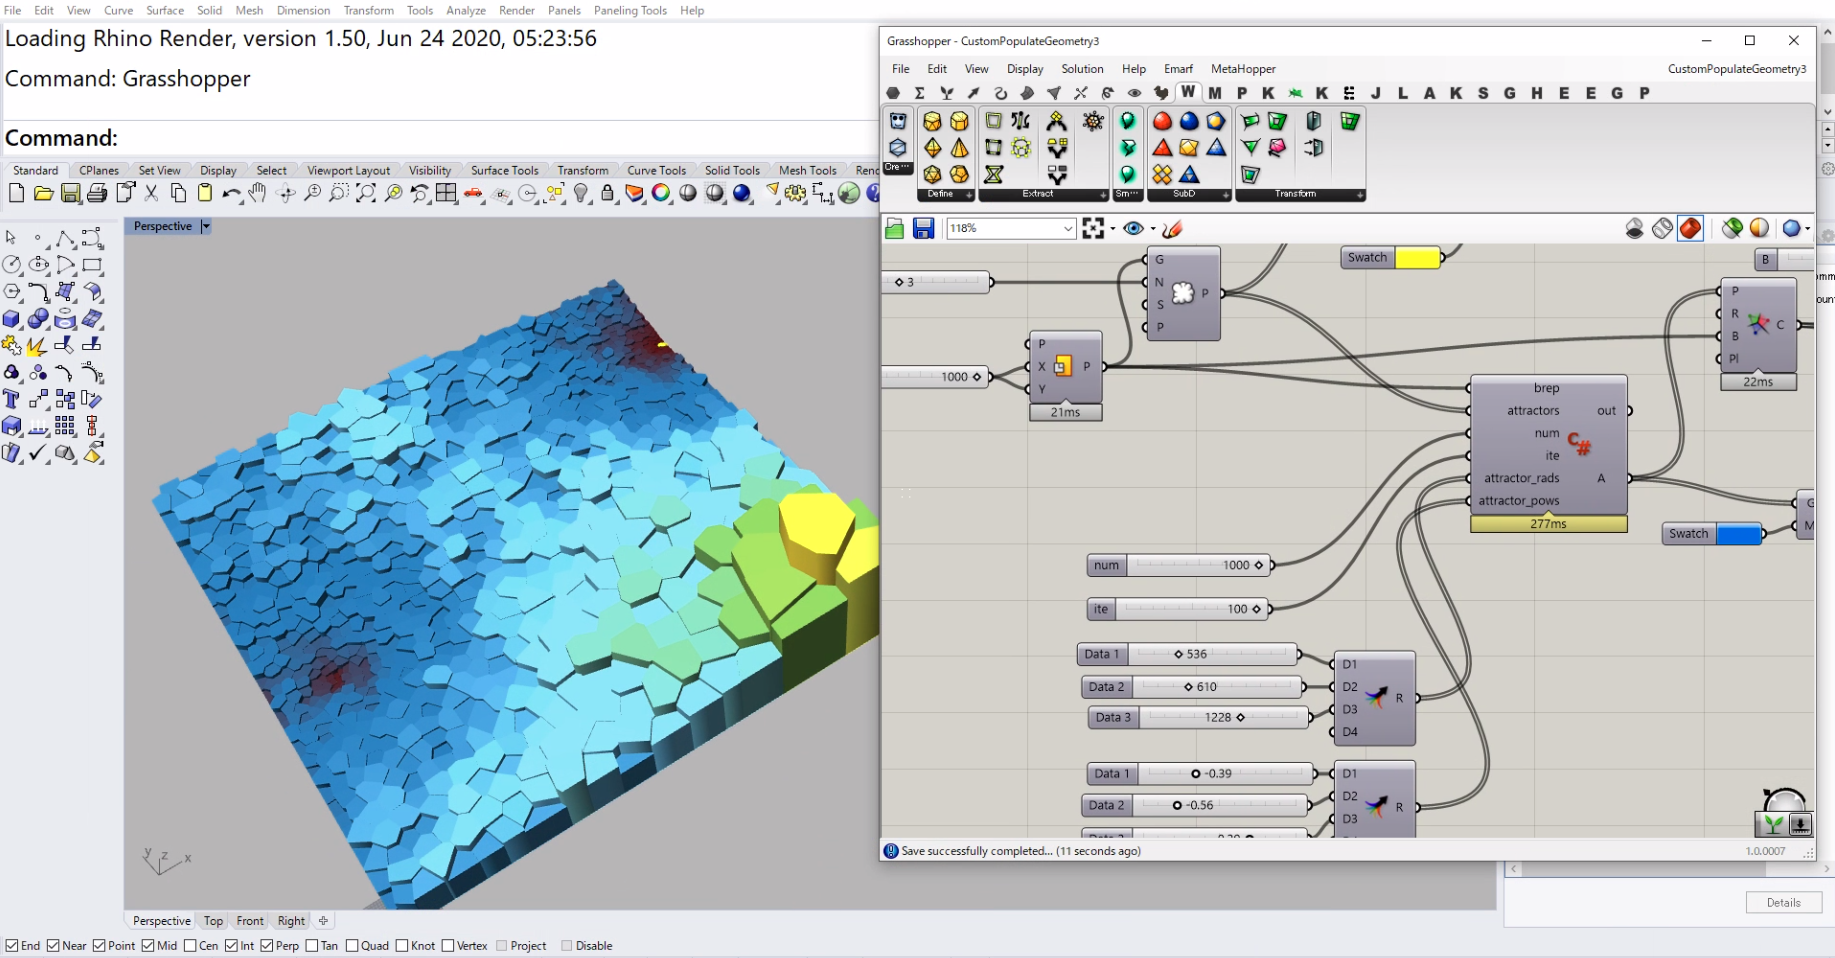 File Edit View Curve Surface Solid Mesh Dimension Transform Tools Analyze Render Panels Paneling Tools Help
Loading Rhino Render, version 1.50, Jun 24 2020, 05:23:56
Command: Grasshopper
Command:
Standard CPlanes Set View Display Select Viewport Layout Visibility Surface Tools Transform Curve Tools Solid Tools Mesh Tools Renc
Perspective
Grasshopper - CustomPopulateGeometry3
File Edit View Display Solution Help Emarf MetaHopper CustomPopulateGeometry3
W M P K K J L A K S G H E E G P
Cre... Define Extract Sm... SubD Transform
118%
Swatch
B
3
G
N
S
P
P
P
X
Y
P
1000
21ms
P
R
B
Pl
C
22ms
brep
attractors out
num
ite
attractor_rads A
attractor_pows
C#
277ms
Swatch
G
M
num 1000
ite 100
Data 1 536
Data 2 610
Data 3 1228
D1
D2
D3
D4
R
Data 1 -0.39
Data 2 -0.56
D1
D2
D3
R
Save successfully completed... (11 seconds ago) 1.0.0007
Details
y z x
Perspective Top Front Right
End Near Point Mid Cen Int Perp Tan Quad Knot Vertex Project Disable